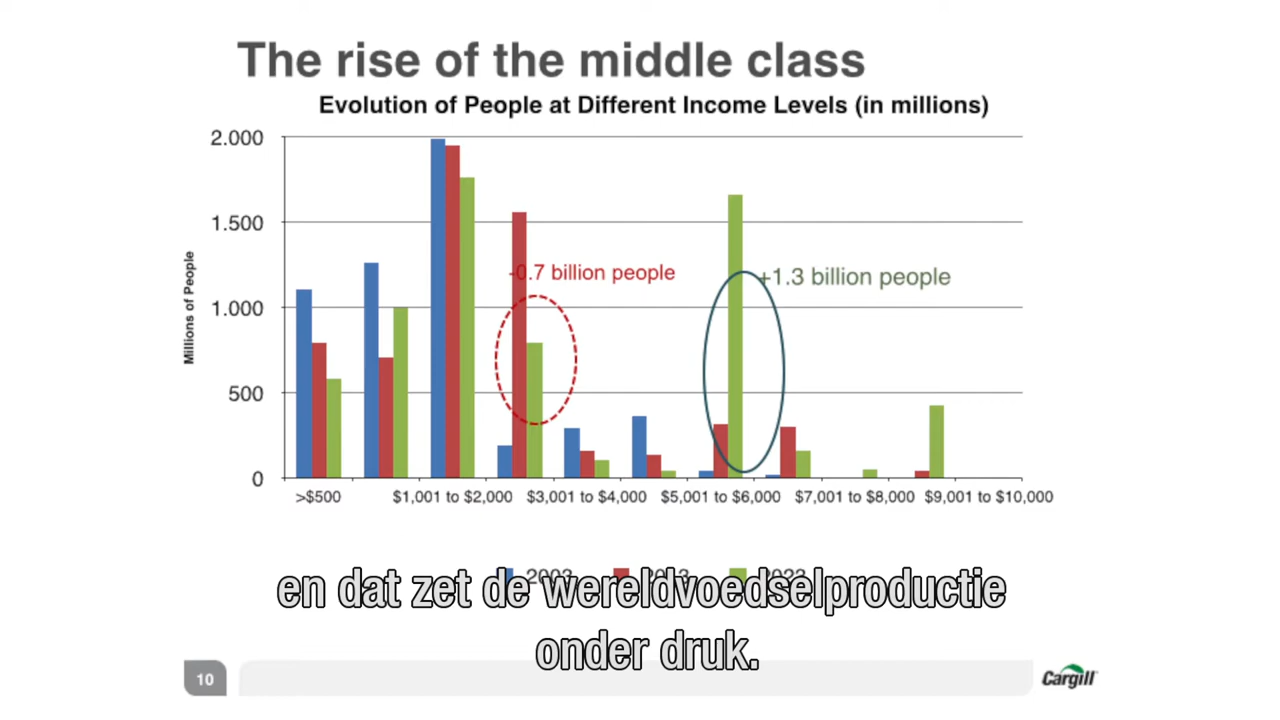 The rise of the middle class
Evolution of People at Different Income Levels (in millions)
2.000
1.500
1.000
500
0
Millions of People
-0.7 billion people
+1.3 billion people
>$500
$1,001 to $2,000
$3,001 to $4,000
$5,001 to $6,000
$7,001 to $8,000
$9,001 to $10,000
en dat zet de wereldvoedselproductie
onder druk.
10
Cargill